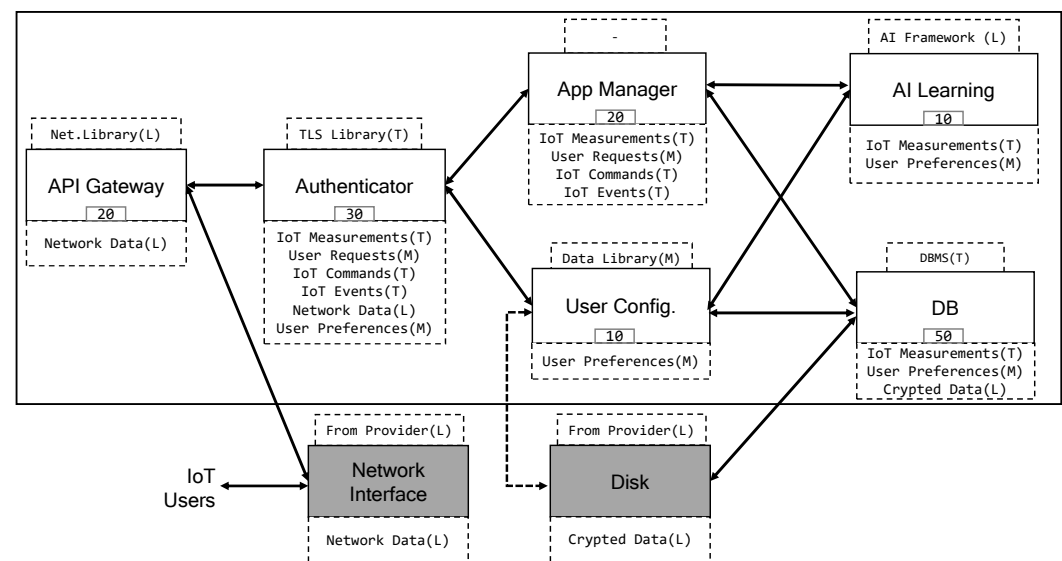 Net.Library(L)
API Gateway
20
Network Data(L)
TLS Library(T)
Authenticator
30
IoT Measurements(T)
User Requests(M)
IoT Commands(T)
IoT Events(T)
Network Data(L)
User Preferences(M)
-
App Manager
20
IoT Measurements(T)
User Requests(M)
IoT Commands(T)
IoT Events(T)
AI Framework (L)
AI Learning
10
IoT Measurements(T)
User Preferences(M)
Data Library(M)
User Config.
10
User Preferences(M)
DBMS(T)
DB
50
IoT Measurements(T)
User Preferences(M)
Crypted Data(L)
IoT
Users
From Provider(L)
Network
Interface
Network Data(L)
From Provider(L)
Disk
Crypted Data(L)